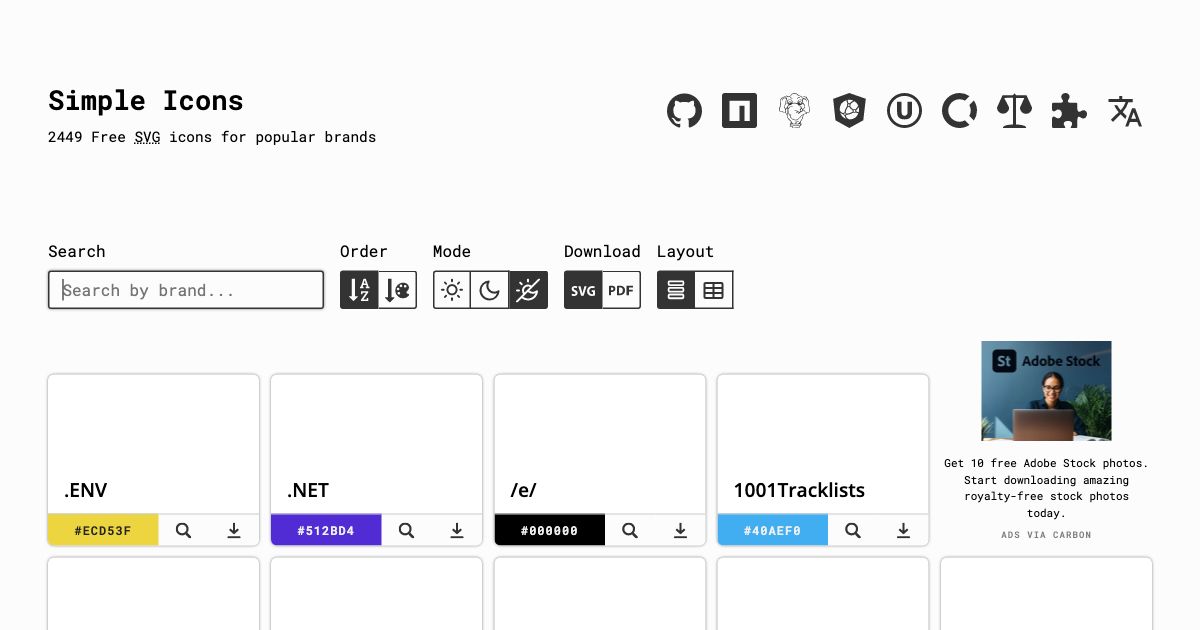 Simple Icons
2449 Free SVG icons for popular brands
Search
Order
Mode
Download
Layout
Search by brand...
A
Z
SVG
PDF
St Adobe Stock
.ENV
.NET
/e/
1001Tracklists
Get 10 free Adobe Stock photos.
Start downloading amazing
royalty-free stock photos
today.
#ECD53F
#512BD4
#000000
#40AEF0
ADS VIA CARBON